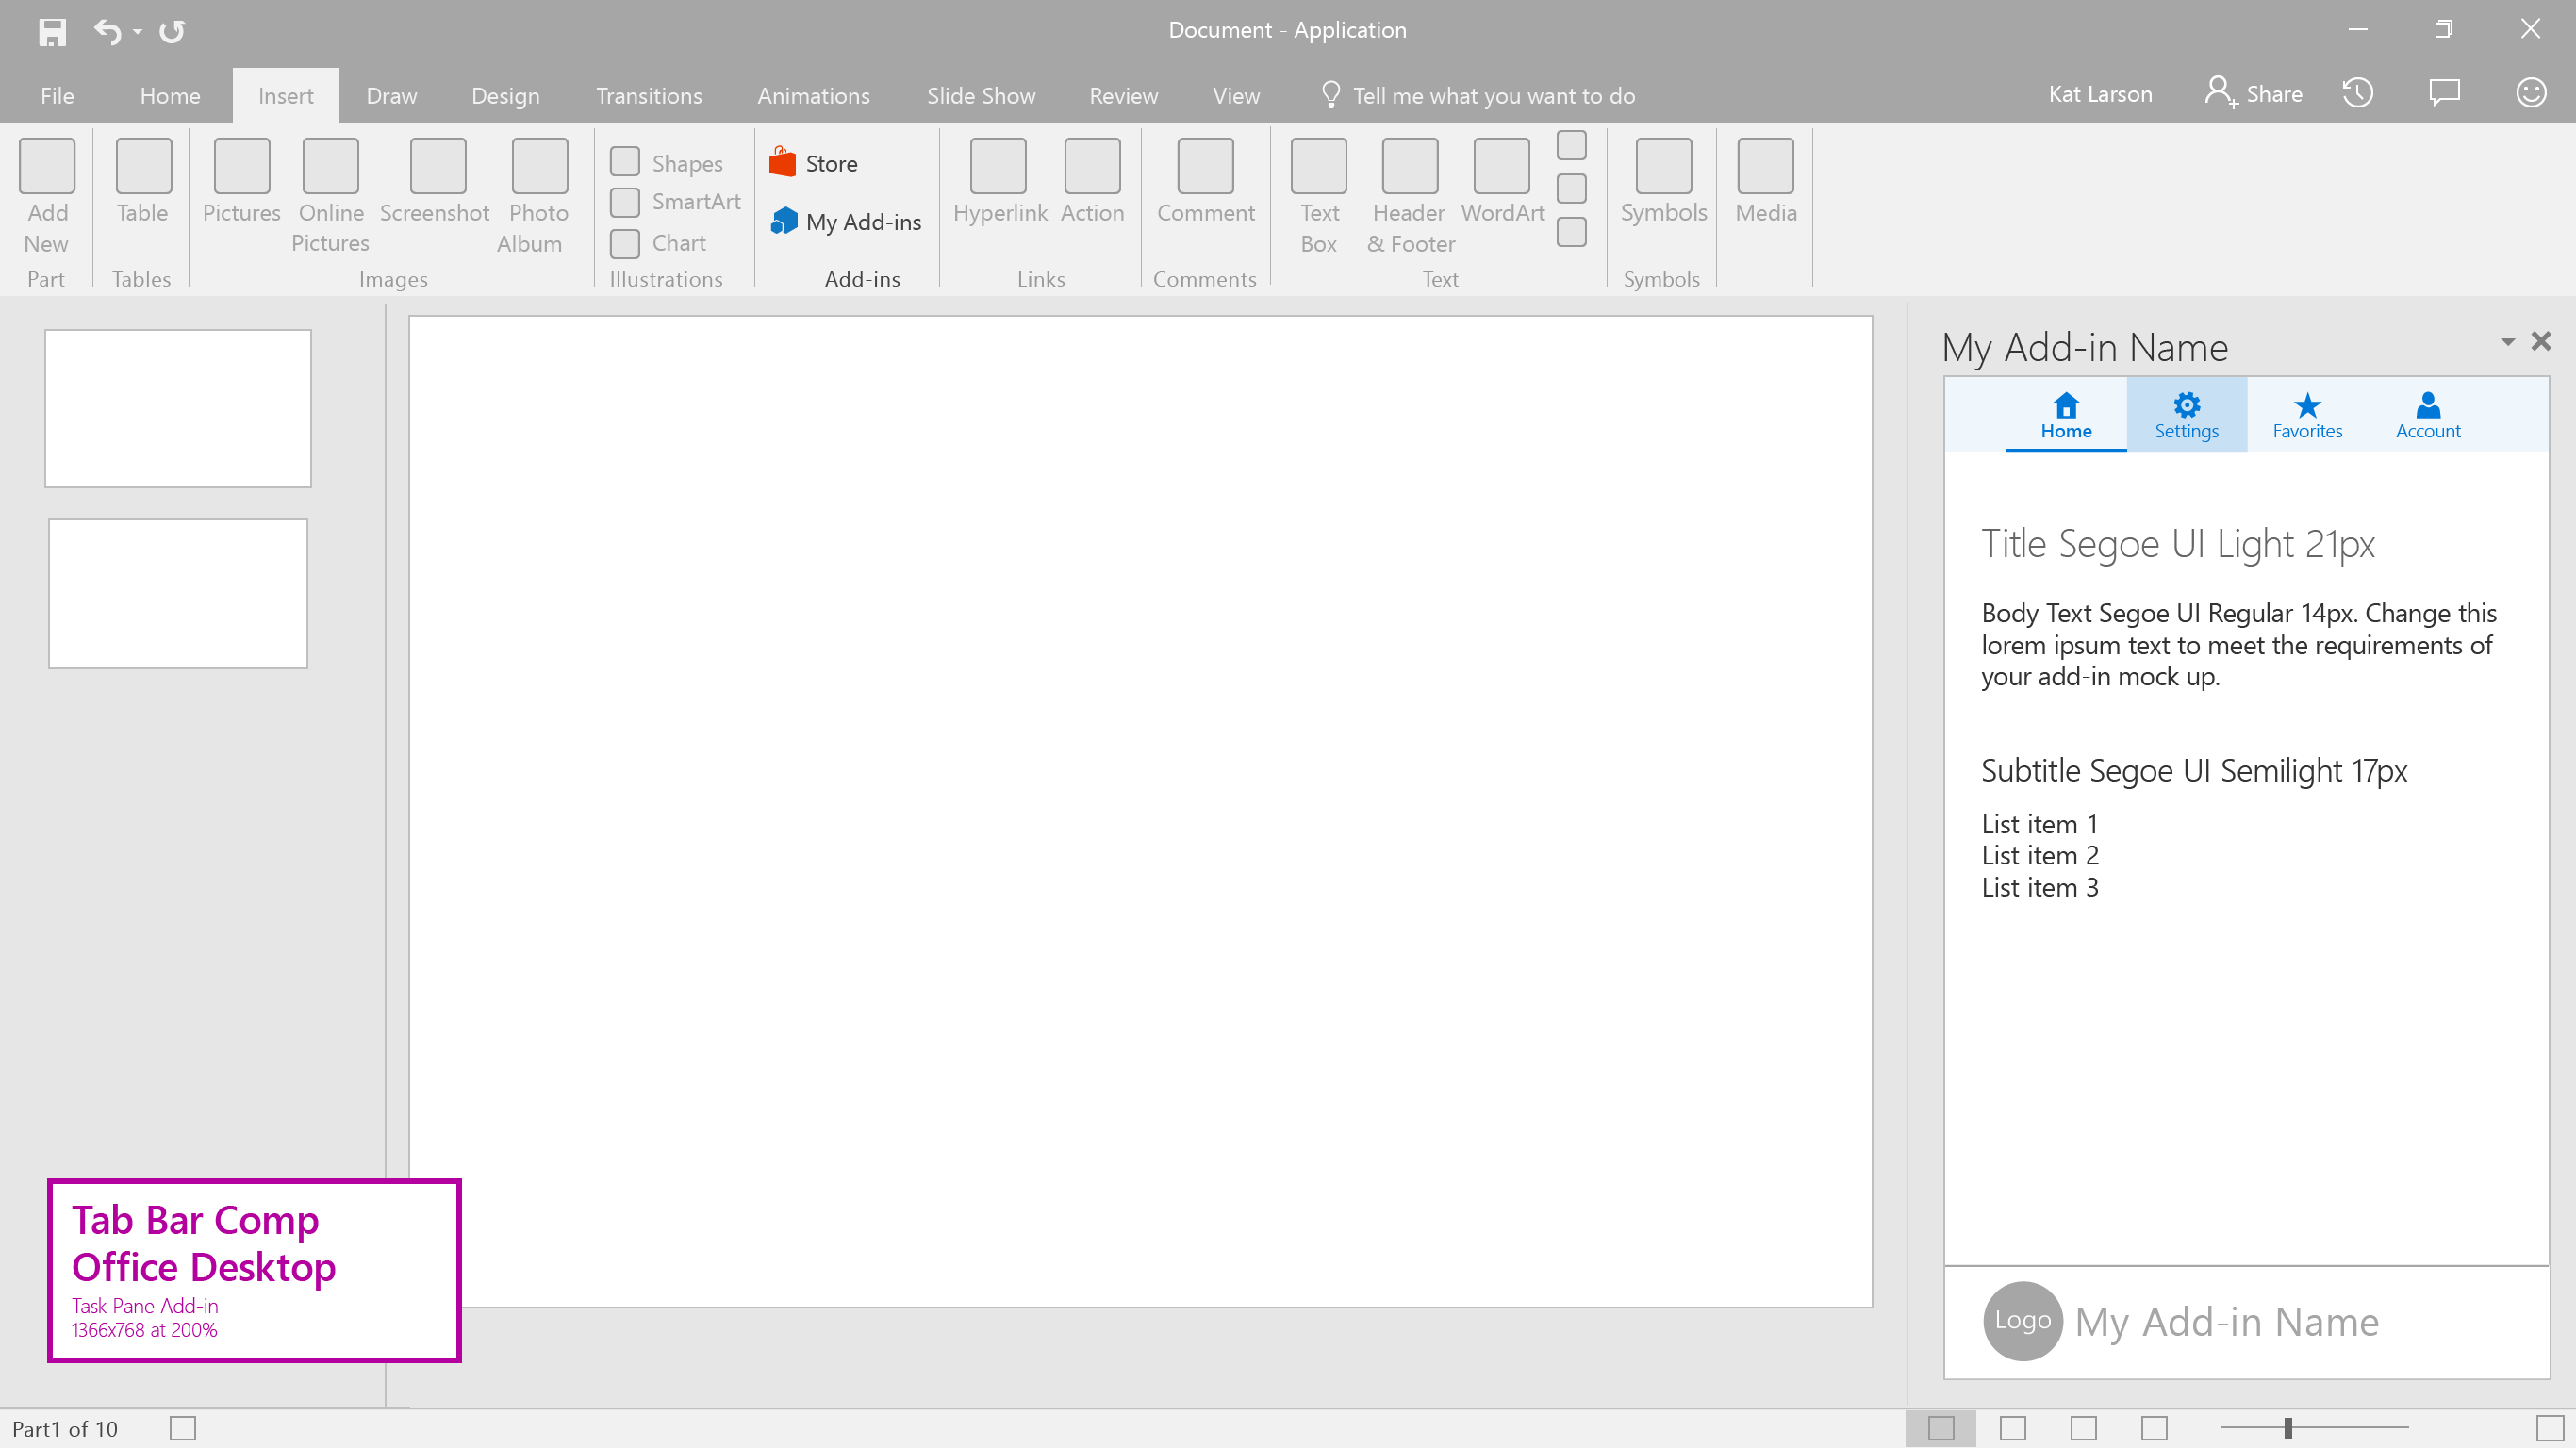 Document - Application
File Home Insert Draw Design Transitions Animations Slide Show Review View Tell me what you want to do Kat Larson Share
Add New
Table
Pictures
Online Pictures
Screenshot
Photo Album
Shapes
SmartArt
Chart
Store
My Add-ins
Hyperlink
Action
Comment
Text Box
Header & Footer
WordArt
Symbols
Media
Part Tables Images Illustrations Add-ins Links Comments Text Symbols
My Add-in Name
Home Settings Favorites Account
Title Segoe UI Light 21px
Body Text Segoe UI Regular 14px. Change this
lorem ipsum text to meet the requirements of
your add-in mock up.
Subtitle Segoe UI Semilight 17px
List item 1
List item 2
List item 3
Logo My Add-in Name
Tab Bar Comp
Office Desktop
Task Pane Add-in
1366x768 at 200%
Part1 of 10